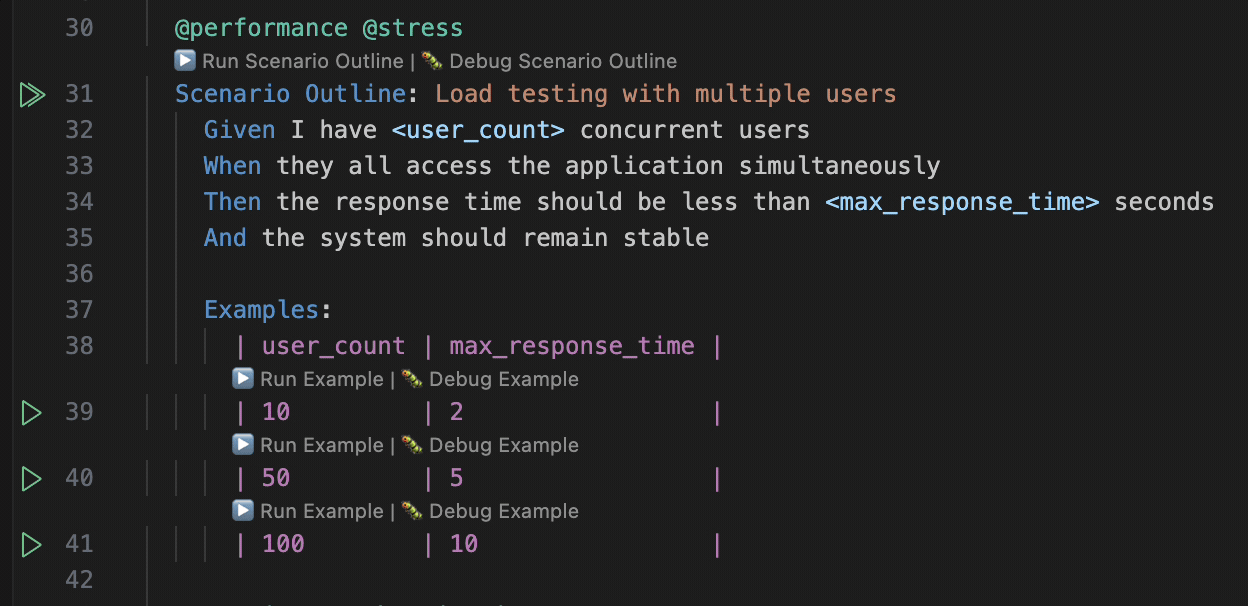 30 @performance @stress
Run Scenario Outline | Debug Scenario Outline
31 Scenario Outline: Load testing with multiple users
32 Given I have <user_count> concurrent users
33 When they all access the application simultaneously
34 Then the response time should be less than <max_response_time> seconds
35 And the system should remain stable
36
37 Examples:
38 | user_count | max_response_time |
Run Example | Debug Example
39 | 10 | 2 |
Run Example | Debug Example
40 | 50 | 5 |
Run Example | Debug Example
41 | 100 | 10 |
42